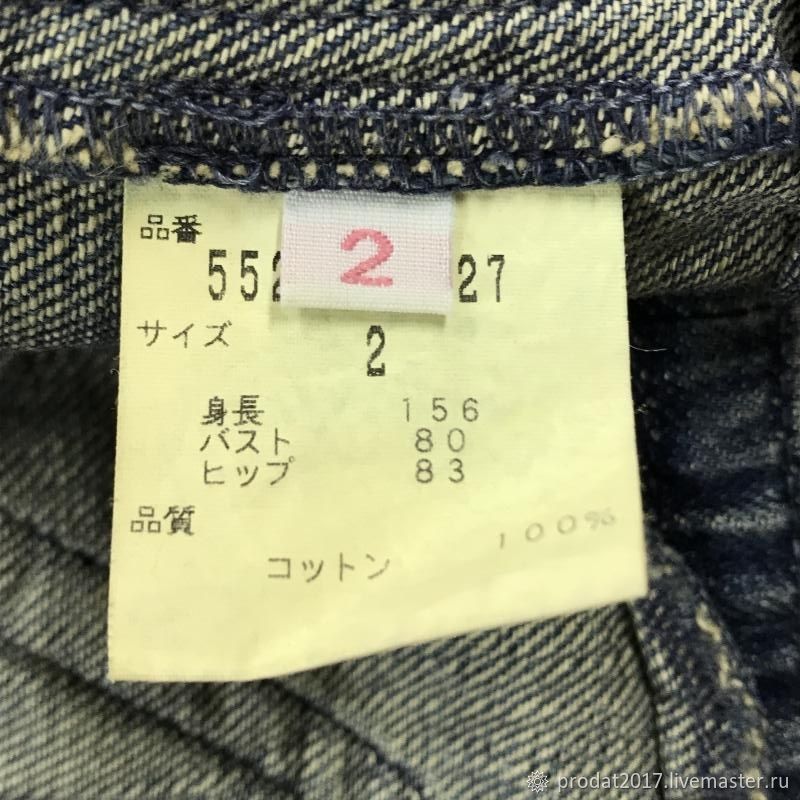 品番
2
552 27
サイズ
2
身長 156
バスト 80
ヒップ 83
品質
100%
コットン
prodat2017.livemaster.ru